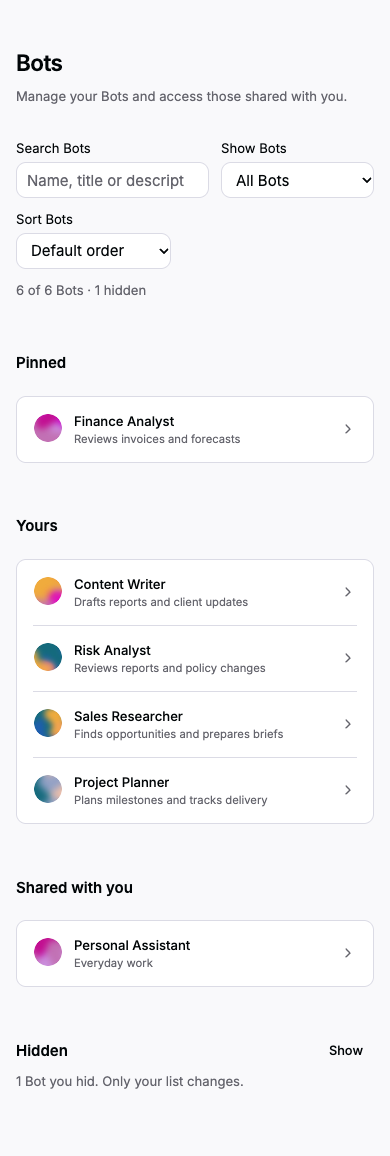 Bots
Manage your Bots and access those shared with you.
Search Bots
Show Bots
Name, title or descript
All Bots
Sort Bots
Default order
6 of 6 Bots · 1 hidden
Pinned
Finance Analyst
Reviews invoices and forecasts
Yours
Content Writer
Drafts reports and client updates
Risk Analyst
Reviews reports and policy changes
Sales Researcher
Finds opportunities and prepares briefs
Project Planner
Plans milestones and tracks delivery
Shared with you
Personal Assistant
Everyday work
Hidden
Show
1 Bot you hid. Only your list changes.